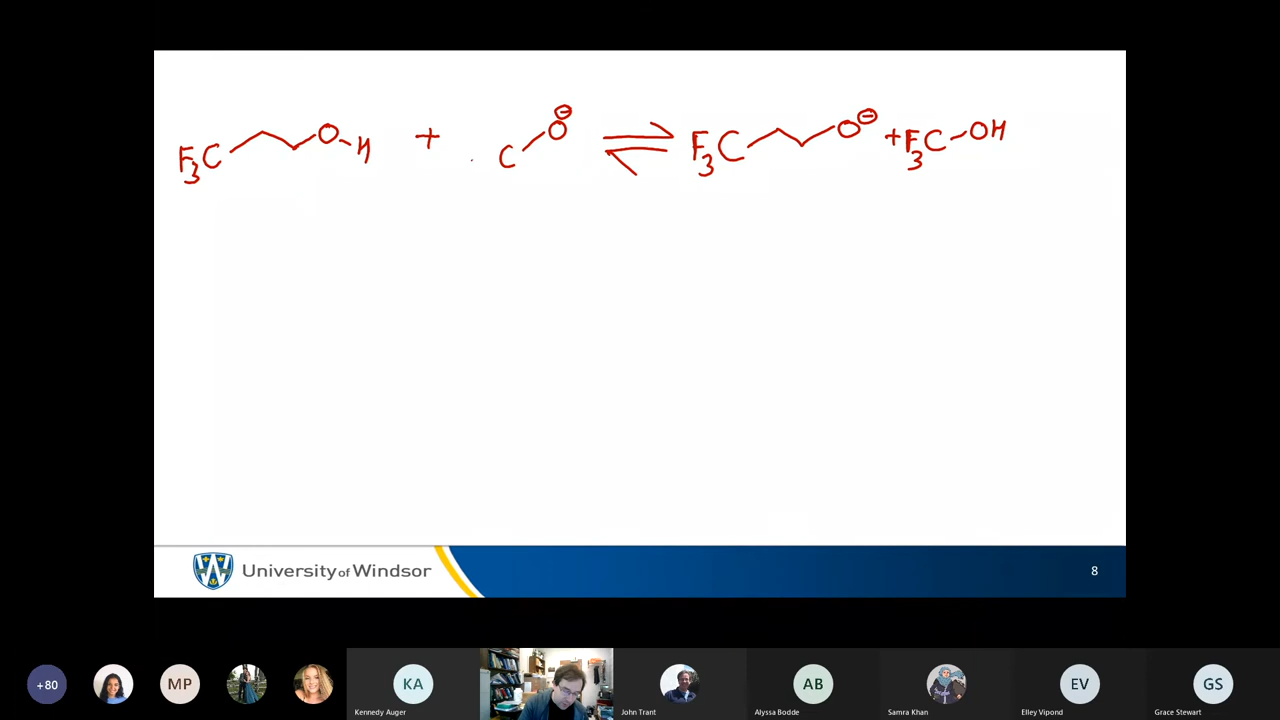 F₃C O H + C O ⊖ ⇌ F₃C O ⊖ + F₃C OH
University of Windsor
8
+80
MP
KA
AB
EV
GS
Kennedy Auger
John Trant
Alyssa Bodde
Samra Khan
Elley Vipond
Grace Stewart